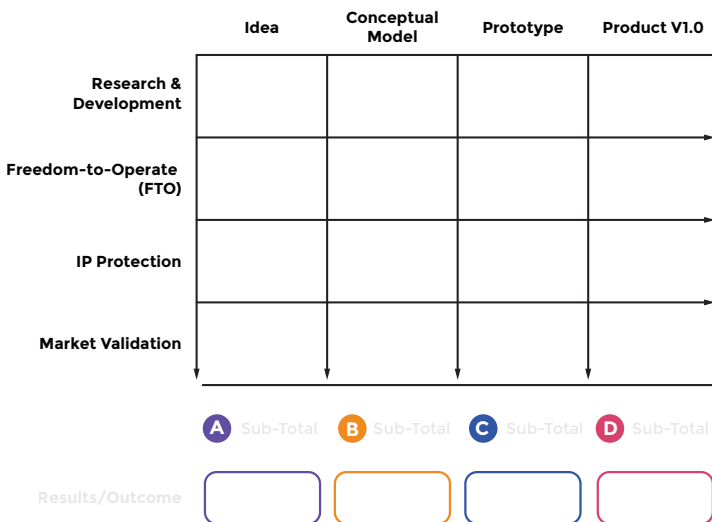 Idea
Conceptual
Model
Prototype
Product V1.0
Research &
Development
Freedom-to-Operate
(FTO)
IP Protection
Market Validation
A Sub-Total
B Sub-Total
C Sub-Total
D Sub-Total
Results/Outcome